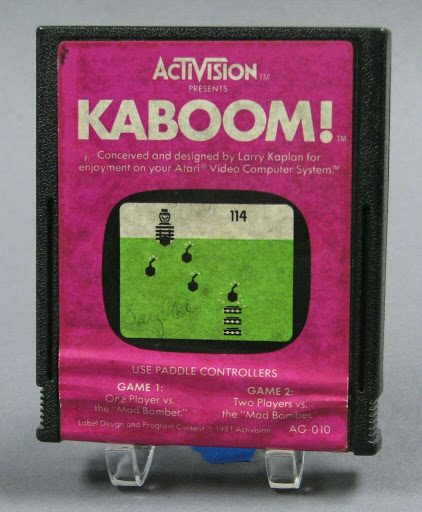 ACTIVISION TM
PRESENTS
KABOOM! TM
Conceived and designed by Larry Kaplan for
enjoyment on your Atari® Video Computer System.™
114
USE PADDLE CONTROLLERS
GAME 1:
One Player vs.
the "Mad Bomber."
GAME 2:
Two Players vs.
the "Mad Bomber."
Label Design and Program Content © 1981 Activision
AG-010